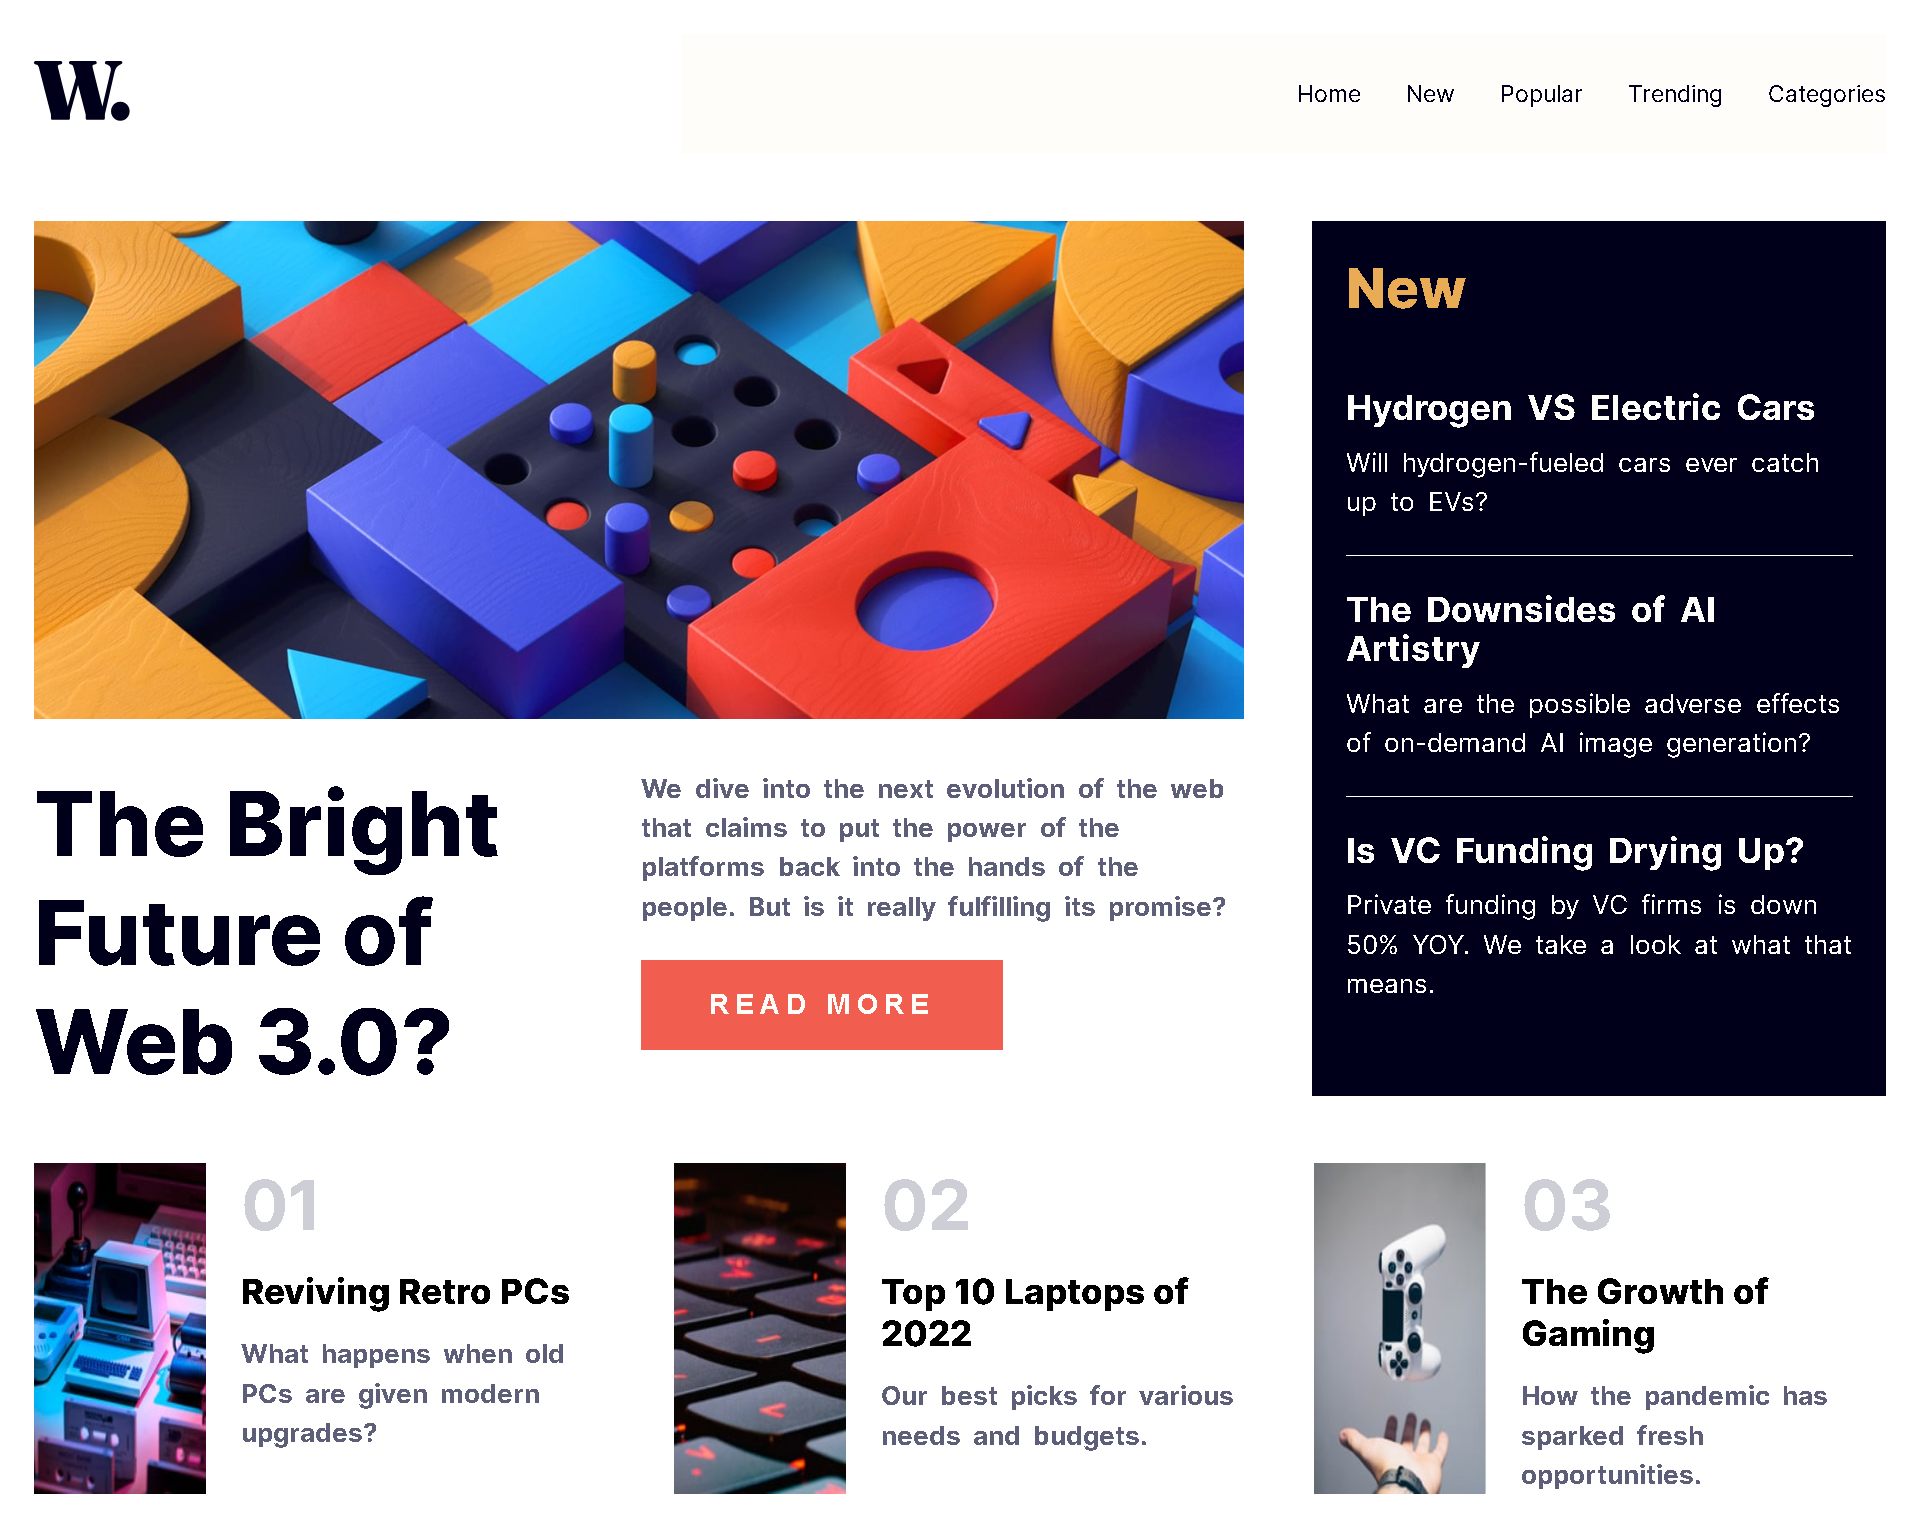 W.
Home New Popular Trending Categories
New
Hydrogen VS Electric Cars
Will hydrogen-fueled cars ever catch
up to EVs?
The Downsides of AI
Artistry
What are the possible adverse effects
of on-demand AI image generation?
Is VC Funding Drying Up?
Private funding by VC firms is down
50% YOY. We take a look at what that
means.
The Bright
Future of
Web 3.0?
We dive into the next evolution of the web
that claims to put the power of the
platforms back into the hands of the
people. But is it really fulfilling its promise?
READ MORE
01
Reviving Retro PCs
What happens when old
PCs are given modern
upgrades?
02
Top 10 Laptops of
2022
Our best picks for various
needs and budgets.
03
The Growth of
Gaming
How the pandemic has
sparked fresh
opportunities.